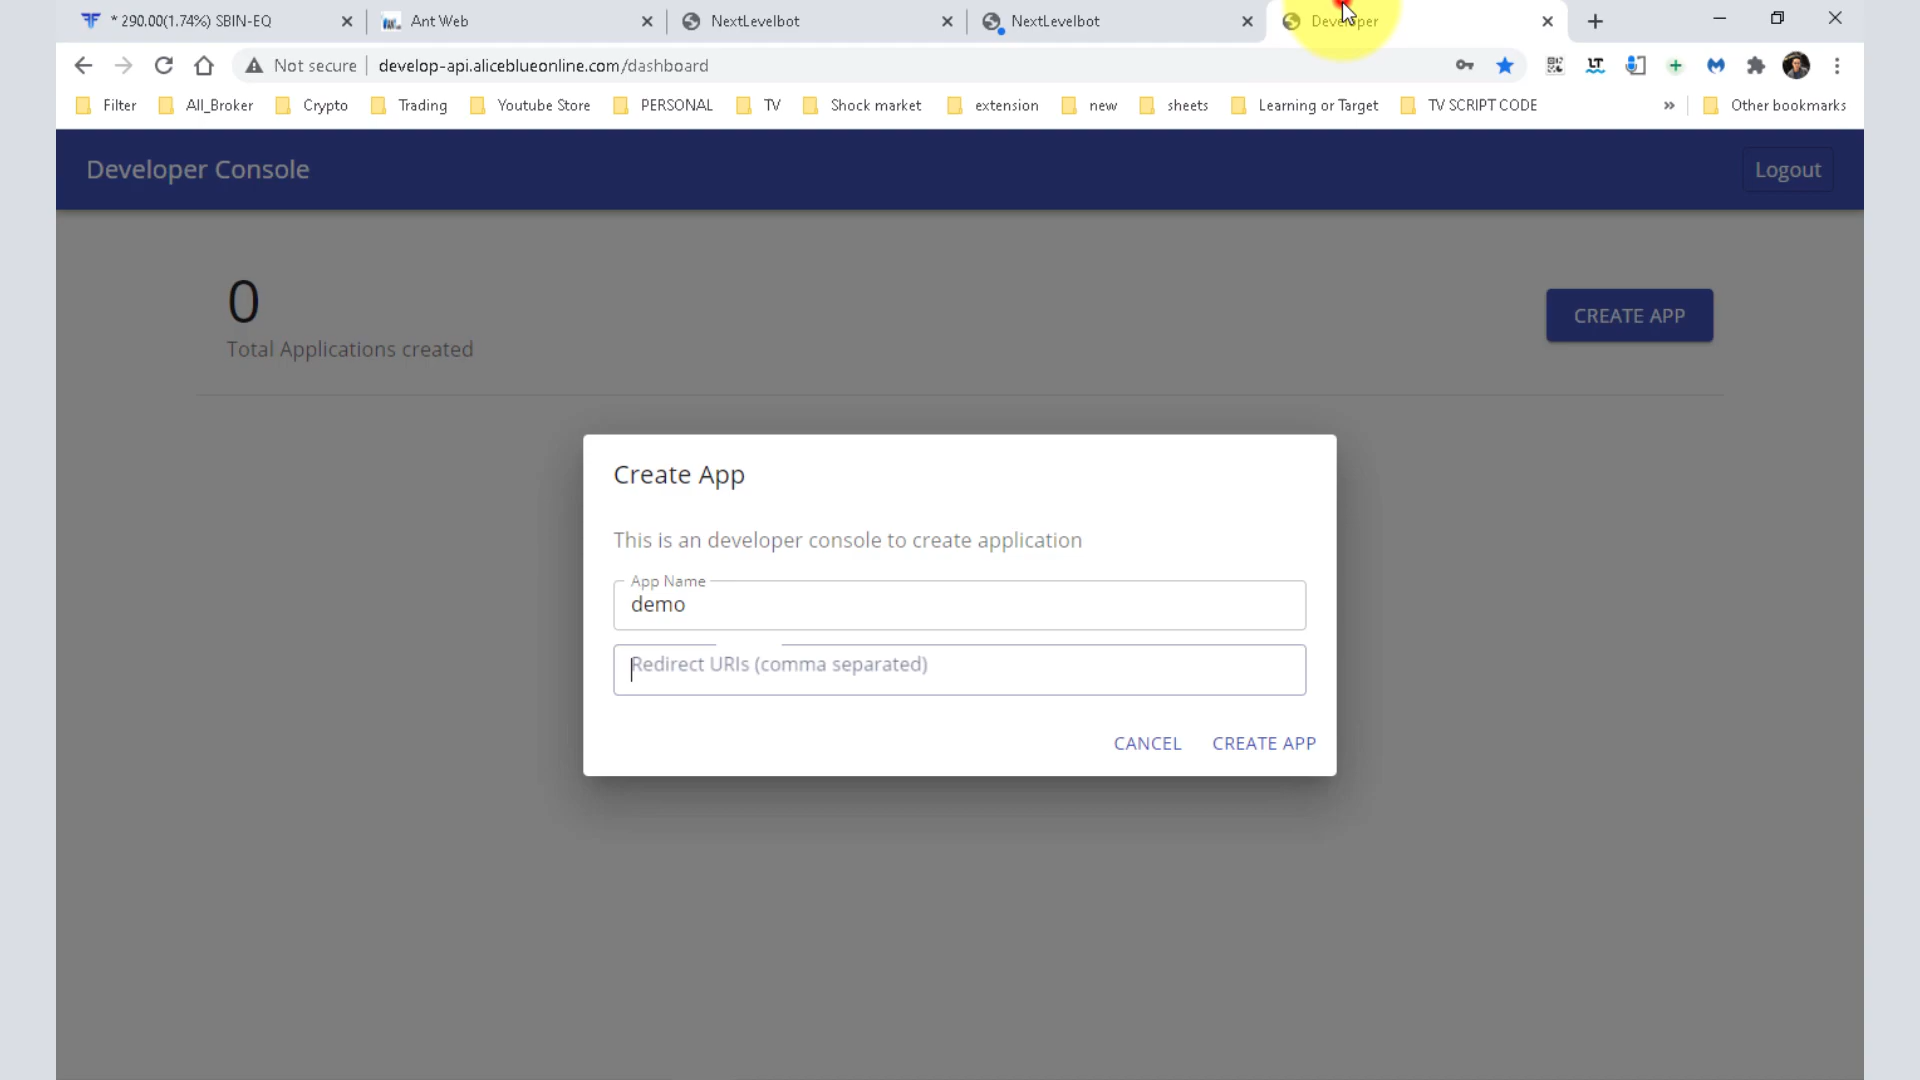 * 290.00(1.74%) SBIN-EQ
Ant Web
NextLevelbot
NextLevelbot
Developer
Not secure
develop-api.aliceblueonline.com/dashboard
Filter
All_Broker
Crypto
Trading
Youtube Store
PERSONAL
TV
Shock market
extension
new
sheets
Learning or Target
TV SCRIPT CODE
»
Other bookmarks
Developer Console
Logout
0
Total Applications created
CREATE APP
Create App
This is an developer console to create application
App Name
demo
Redirect URIs (comma separated)
CANCEL
CREATE APP